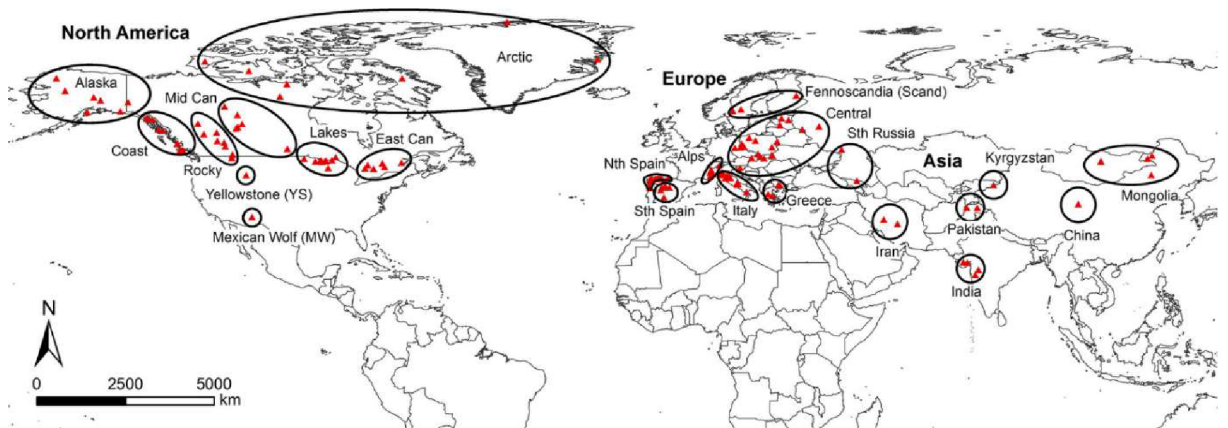 North America
Arctic
Alaska
Mid Can
Lakes
East Can
Coast
Rocky
Yellowstone (YS)
Mexican Wolf (MW)
Europe
Fennoscandia (Scand)
Central
Sth Russia
Alps
Nth Spain
Sth Spain
Italy
Greece
Asia
Kyrgyzstan
Mongolia
Pakistan
China
Iran
India
N
0 2500 5000
km